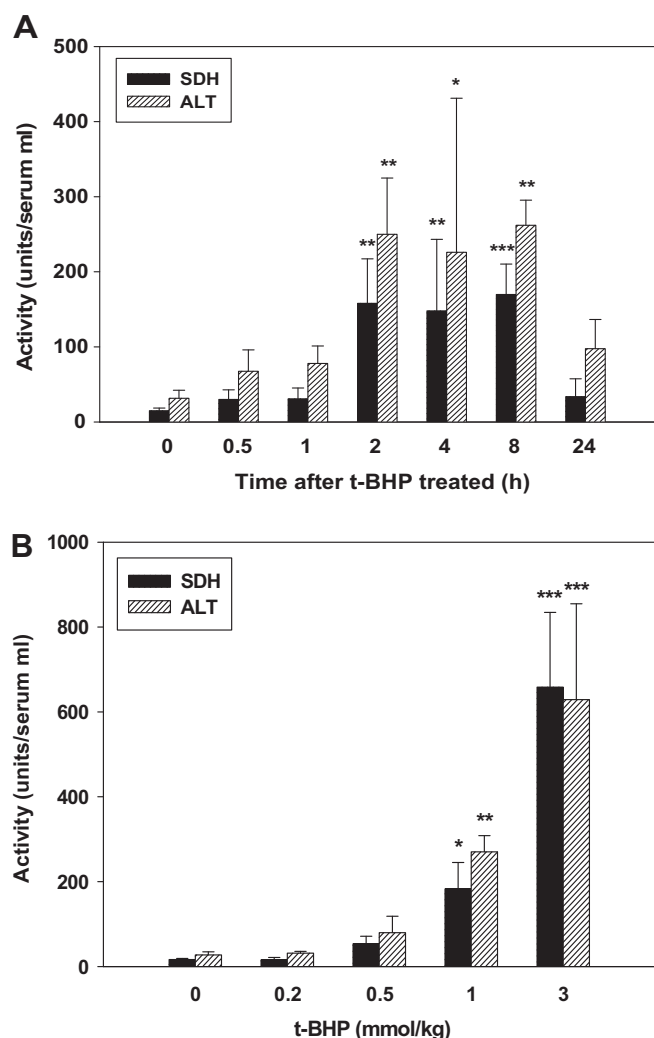 A
500
400
300
200
100
0
Activity (units/serum ml)
SDH
ALT
**
**
**
*
***
**
0 0.5 1 2 4 8 24
Time after t-BHP treated (h)
B
1000
800
600
400
200
0
Activity (units/serum ml)
SDH
ALT
*
**
***
***
0 0.2 0.5 1 3
t-BHP (mmol/kg)